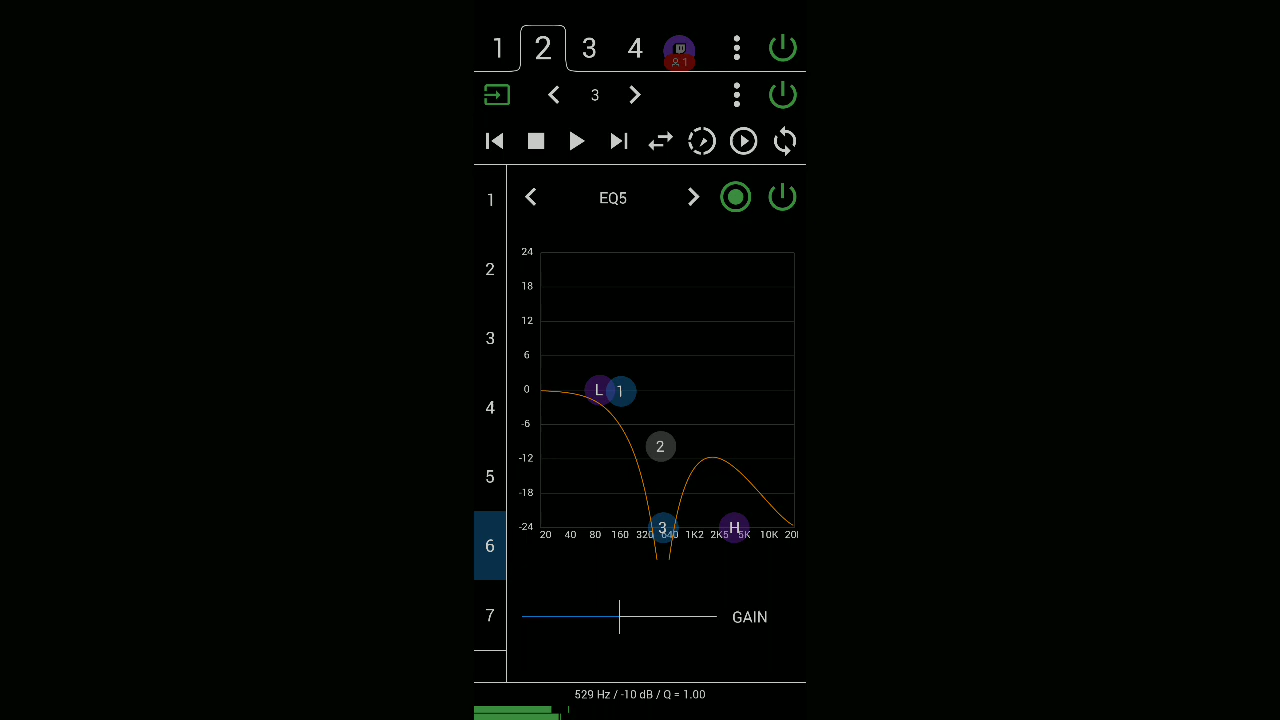 1 2 3 4 1
3
EQ5
1
2
3
4
5
6
7
24
18
12
6
0
-6
-12
-18
-24
L 1
2
3 H
20 40 80 160 320 640 1K2 2K5 5K 10K 20
GAIN
529 Hz / -10 dB / Q = 1.00